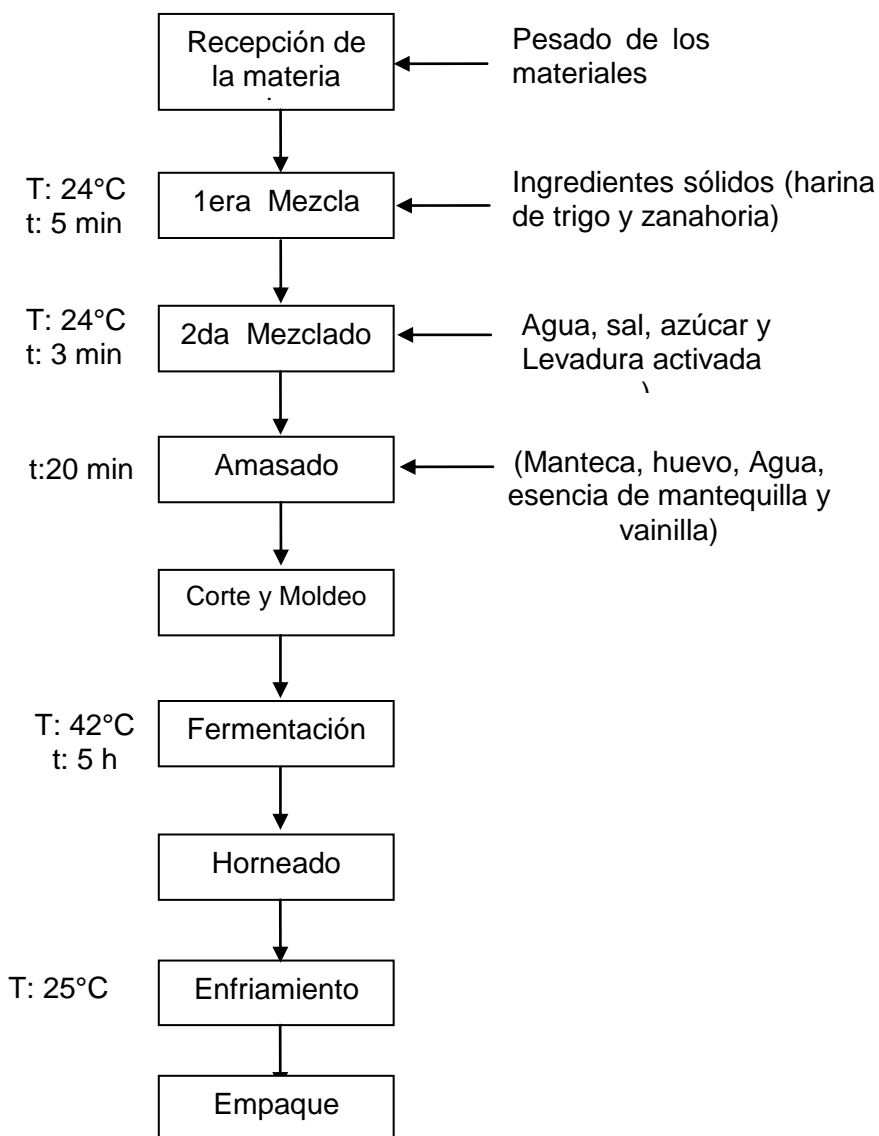 Recepción de
la materia
Pesado de los
materiales
T: 24°C
t: 5 min
1era Mezcla
Ingredientes sólidos (harina
de trigo y zanahoria)
T: 24°C
t: 3 min
2da Mezclado
Agua, sal, azúcar y
Levadura activada
)
t:20 min
Amasado
(Manteca, huevo, Agua,
esencia de mantequilla y
vainilla)
Corte y Moldeo
T: 42°C
t: 5 h
Fermentación
Horneado
T: 25°C
Enfriamiento
Empaque